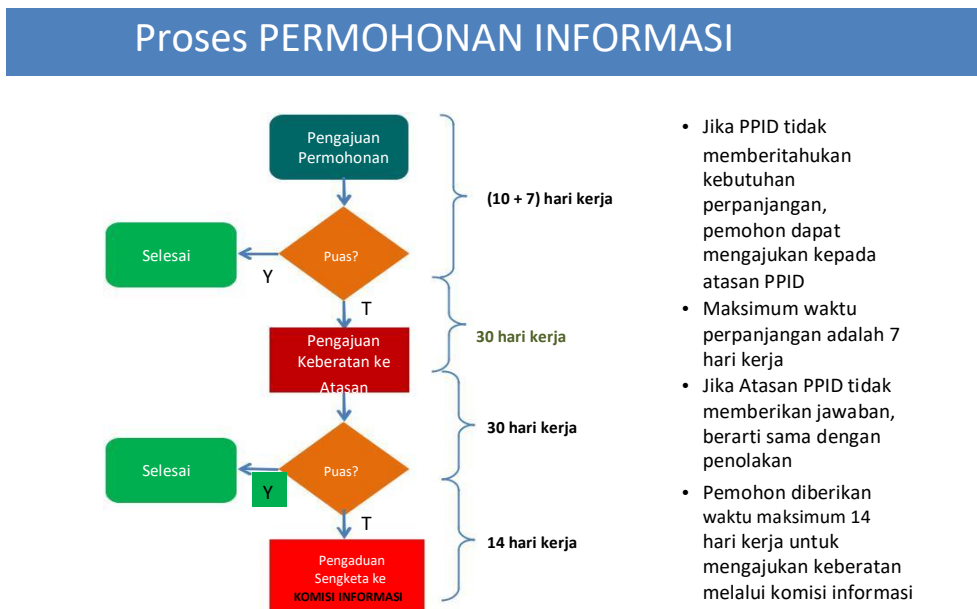 Proses PERMOHONAN INFORMASI
Pengajuan
Permohonan
(10 + 7) hari kerja
Selesai
Puas?
Y
T
30 hari kerja
Pengajuan
Keberatan ke
Atasan
30 hari kerja
Selesai
Puas?
Y
T
14 hari kerja
Pengaduan
Sengketa ke
KOMISI INFORMASI
• Jika PPID tidak
memberitahukan
kebutuhan
perpanjangan,
pemohon dapat
mengajukan kepada
atasan PPID
• Maksimum waktu
perpanjangan adalah 7
hari kerja
• Jika Atasan PPID tidak
memberikan jawaban,
berarti sama dengan
penolakan
• Pemohon diberikan
waktu maksimum 14
hari kerja untuk
mengajukan keberatan
melalui komisi informasi